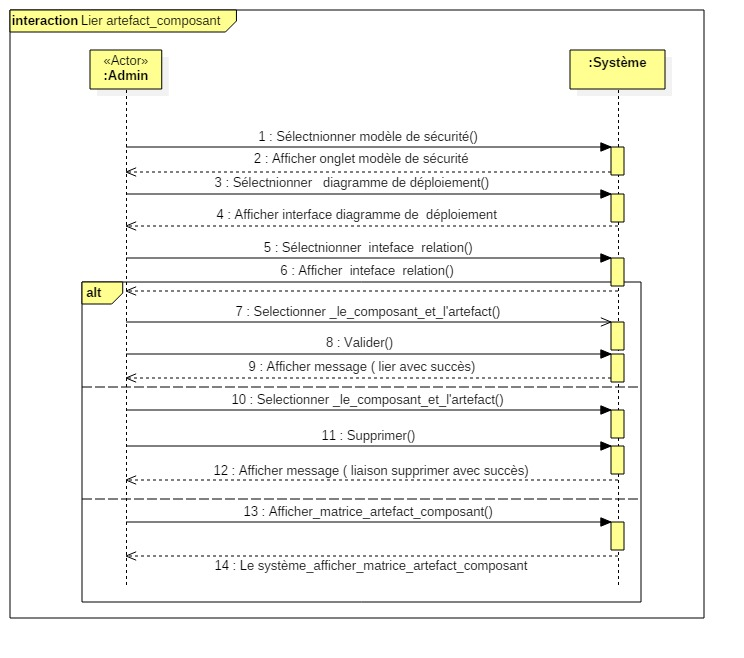 interaction Lier artefact_composant
«Actor»
:Admin
:Système
1 : Sélectnionner modèle de sécurité()
2 : Afficher onglet modèle de sécurité
3 : Sélectnionner diagramme de déploiement()
4 : Afficher interface diagramme de déploiement
5 : Sélectnionner inteface relation()
6 : Afficher inteface relation()
alt
7 : Selectionner _le_composant_et_l'artefact()
8 : Valider()
9 : Afficher message ( lier avec succès)
10 : Selectionner _le_composant_et_l'artefact()
11 : Supprimer()
12 : Afficher message ( liaison supprimer avec succès)
13 : Afficher_matrice_artefact_composant()
14 : Le système_afficher_matrice_artefact_composant